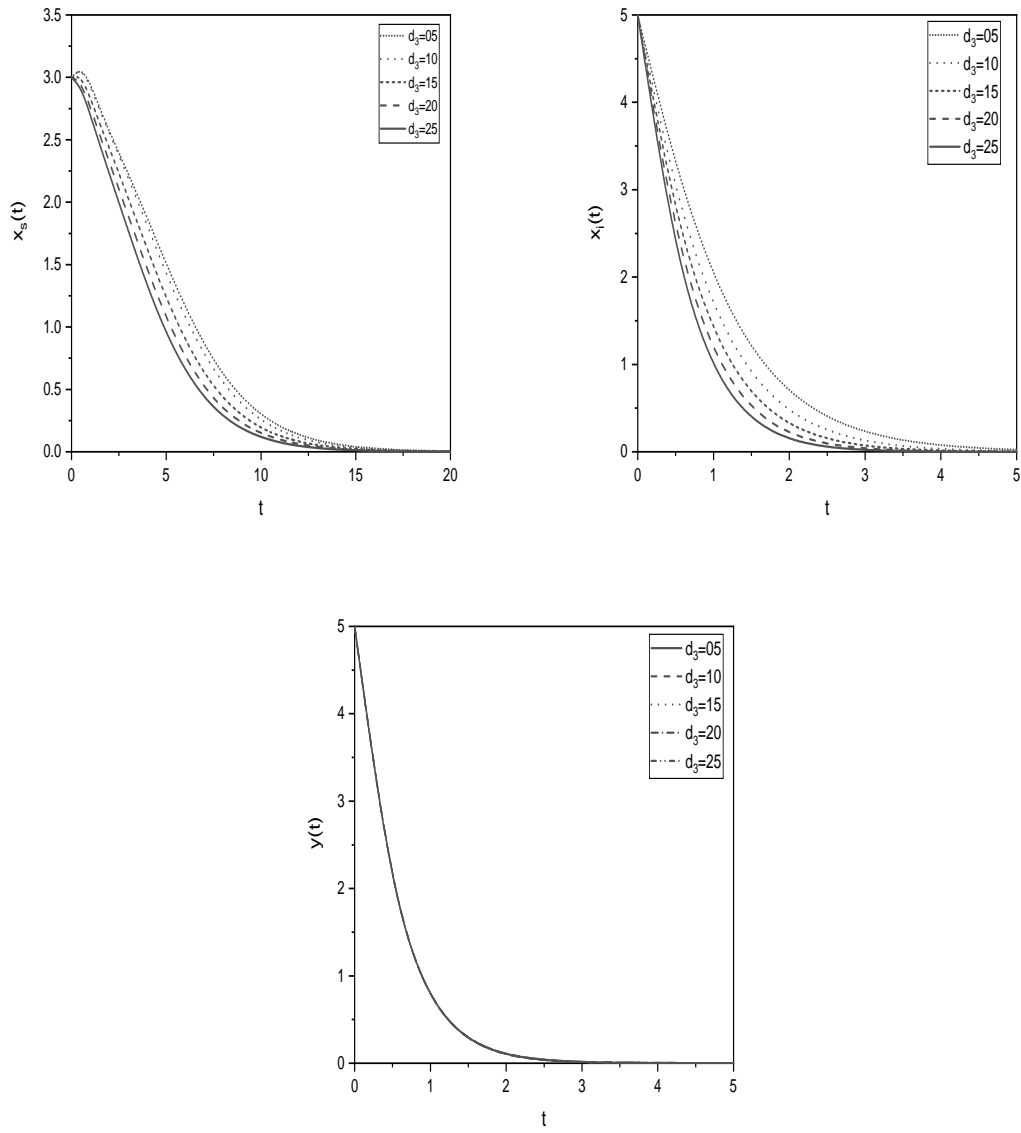 3.5
3.0
2.5
2.0
1.5
1.0
0.5
0.0
0 5 10 15 20
x_s(t)
t
d_3=05
d_3=10
d_3=15
d_3=20
d_3=25
5
4
3
2
1
0
0 1 2 3 4 5
x_i(t)
t
d_3=05
d_3=10
d_3=15
d_3=20
d_3=25
5
4
3
2
1
0
0 1 2 3 4 5
y(t)
t
d_3=05
d_3=10
d_3=15
d_3=20
d_3=25